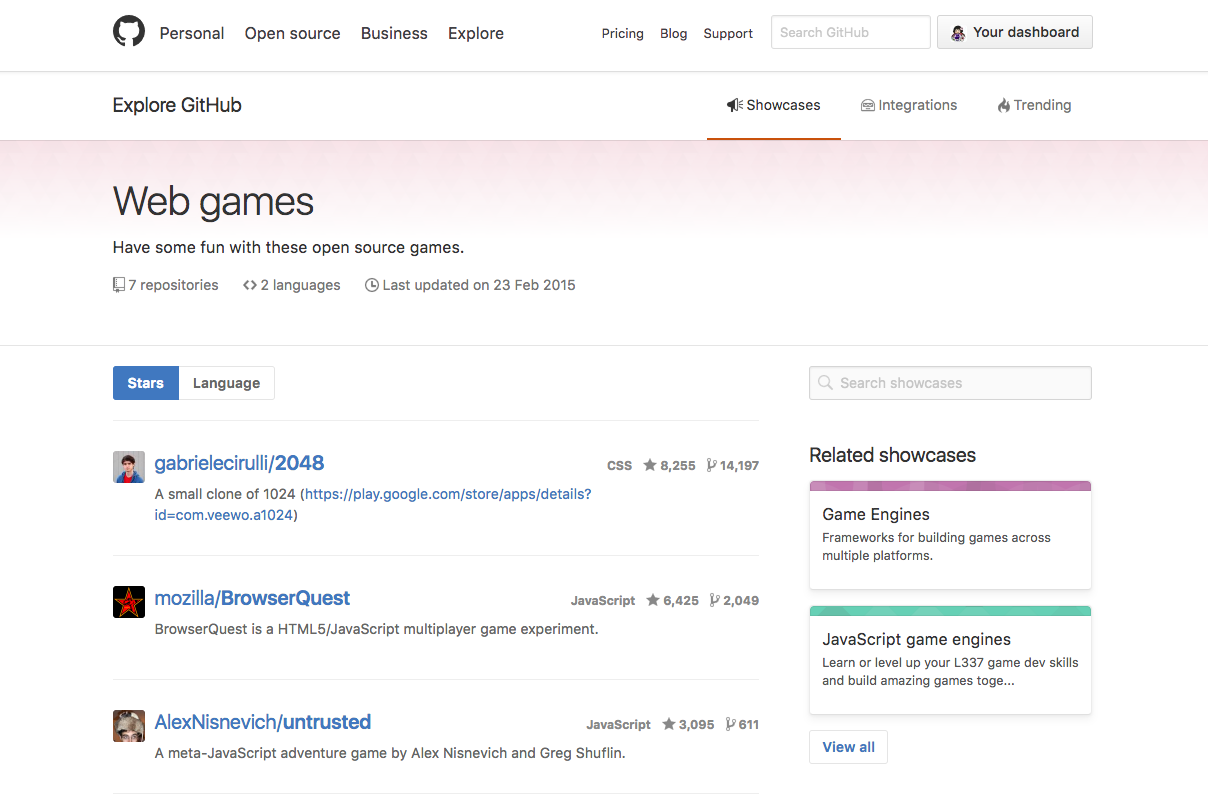 Personal Open source Business Explore Pricing Blog Support Search GitHub Your dashboard
Explore GitHub Showcases Integrations Trending
Web games
Have some fun with these open source games.
7 repositories 2 languages Last updated on 23 Feb 2015
Stars Language
gabrielecirulli/2048 CSS 8,255 14,197
A small clone of 1024 (https://play.google.com/store/apps/details?
id=com.veewo.a1024)
mozilla/BrowserQuest JavaScript 6,425 2,049
BrowserQuest is a HTML5/JavaScript multiplayer game experiment.
AlexNisnevich/untrusted JavaScript 3,095 611
A meta-JavaScript adventure game by Alex Nisnevich and Greg Shuflin.
Search showcases
Related showcases
Game Engines
Frameworks for building games across
multiple platforms.
JavaScript game engines
Learn or level up your L337 game dev skills
and build amazing games toge...
View all